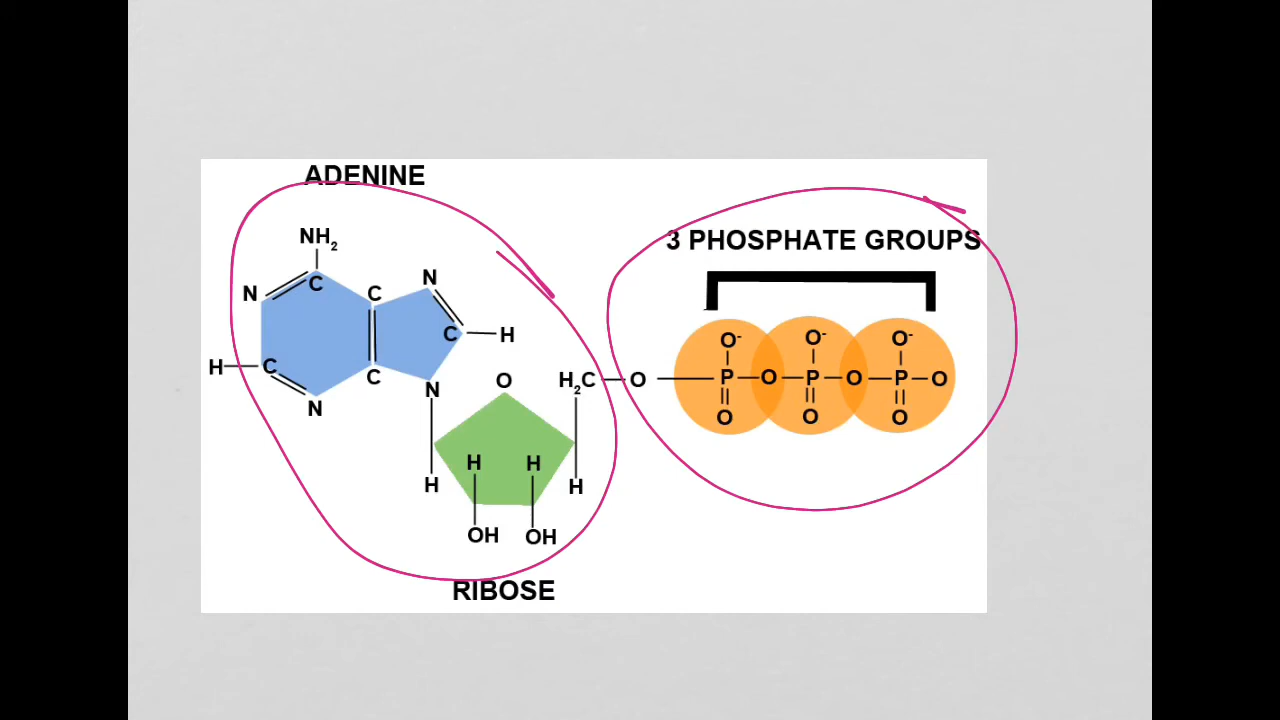 ADENINE
NH2
3 PHOSPHATE GROUPS
N C C N
C H
H C C
N N
O H2C O
O- O- O-
P O P O P O
O O O
H H
H H
OH OH
RIBOSE